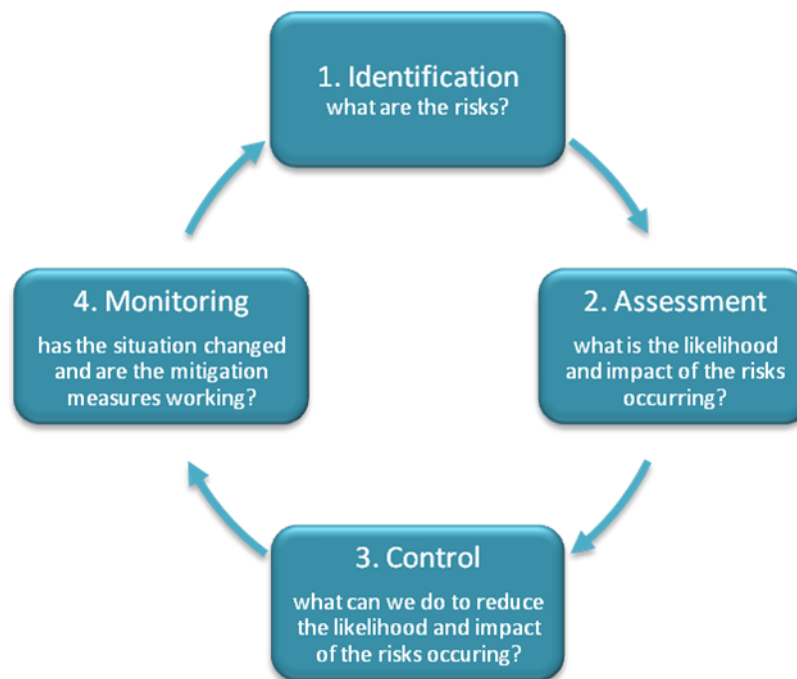 1. Identification
what are the risks?
2. Assessment
what is the likelihood
and impact of the risks
occurring?
3. Control
what can we do to reduce
the likelihood and impact
of the risks occuring?
4. Monitoring
has the situation changed
and are the mitigation
measures working?